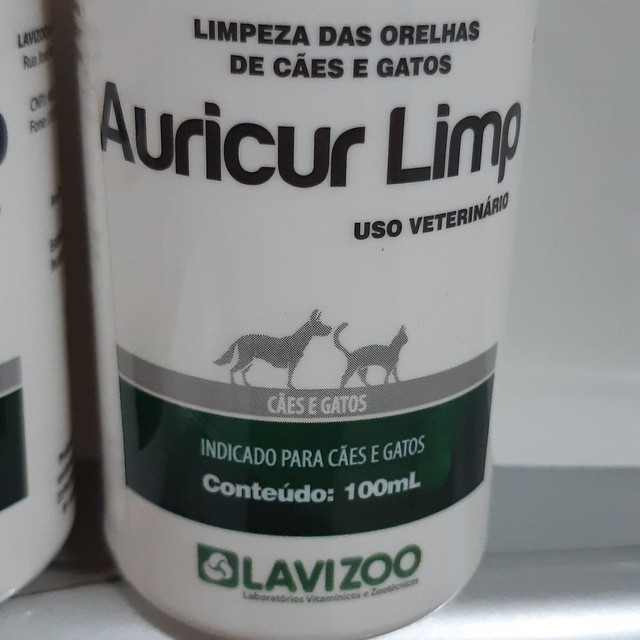 LIMPEZA DAS ORELHAS
DE CÃES E GATOS
Auricur Limp
USO VETERINÁRIO
CÃES E GATOS
INDICADO PARA CÃES E GATOS
Conteúdo: 100mL
LAVIZOO
Laboratórios Vitamínicos e Zootécnicos